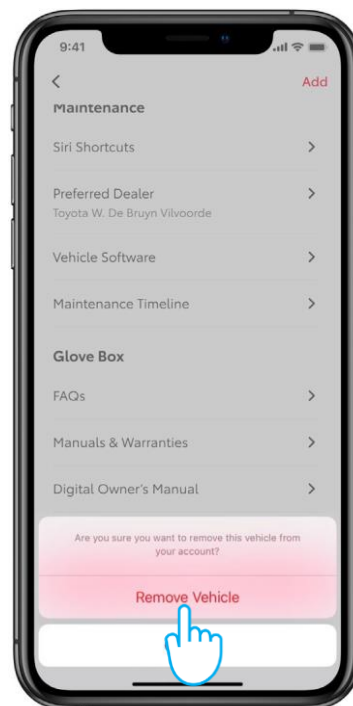 9:41
Add
Maintenance
Siri Shortcuts
Preferred Dealer
Toyota W. De Bruyn Vilvoorde
Vehicle Software
Maintenance Timeline
Glove Box
FAQs
Manuals & Warranties
Digital Owner's Manual
Are you sure you want to remove this vehicle from
your account?
Remove Vehicle